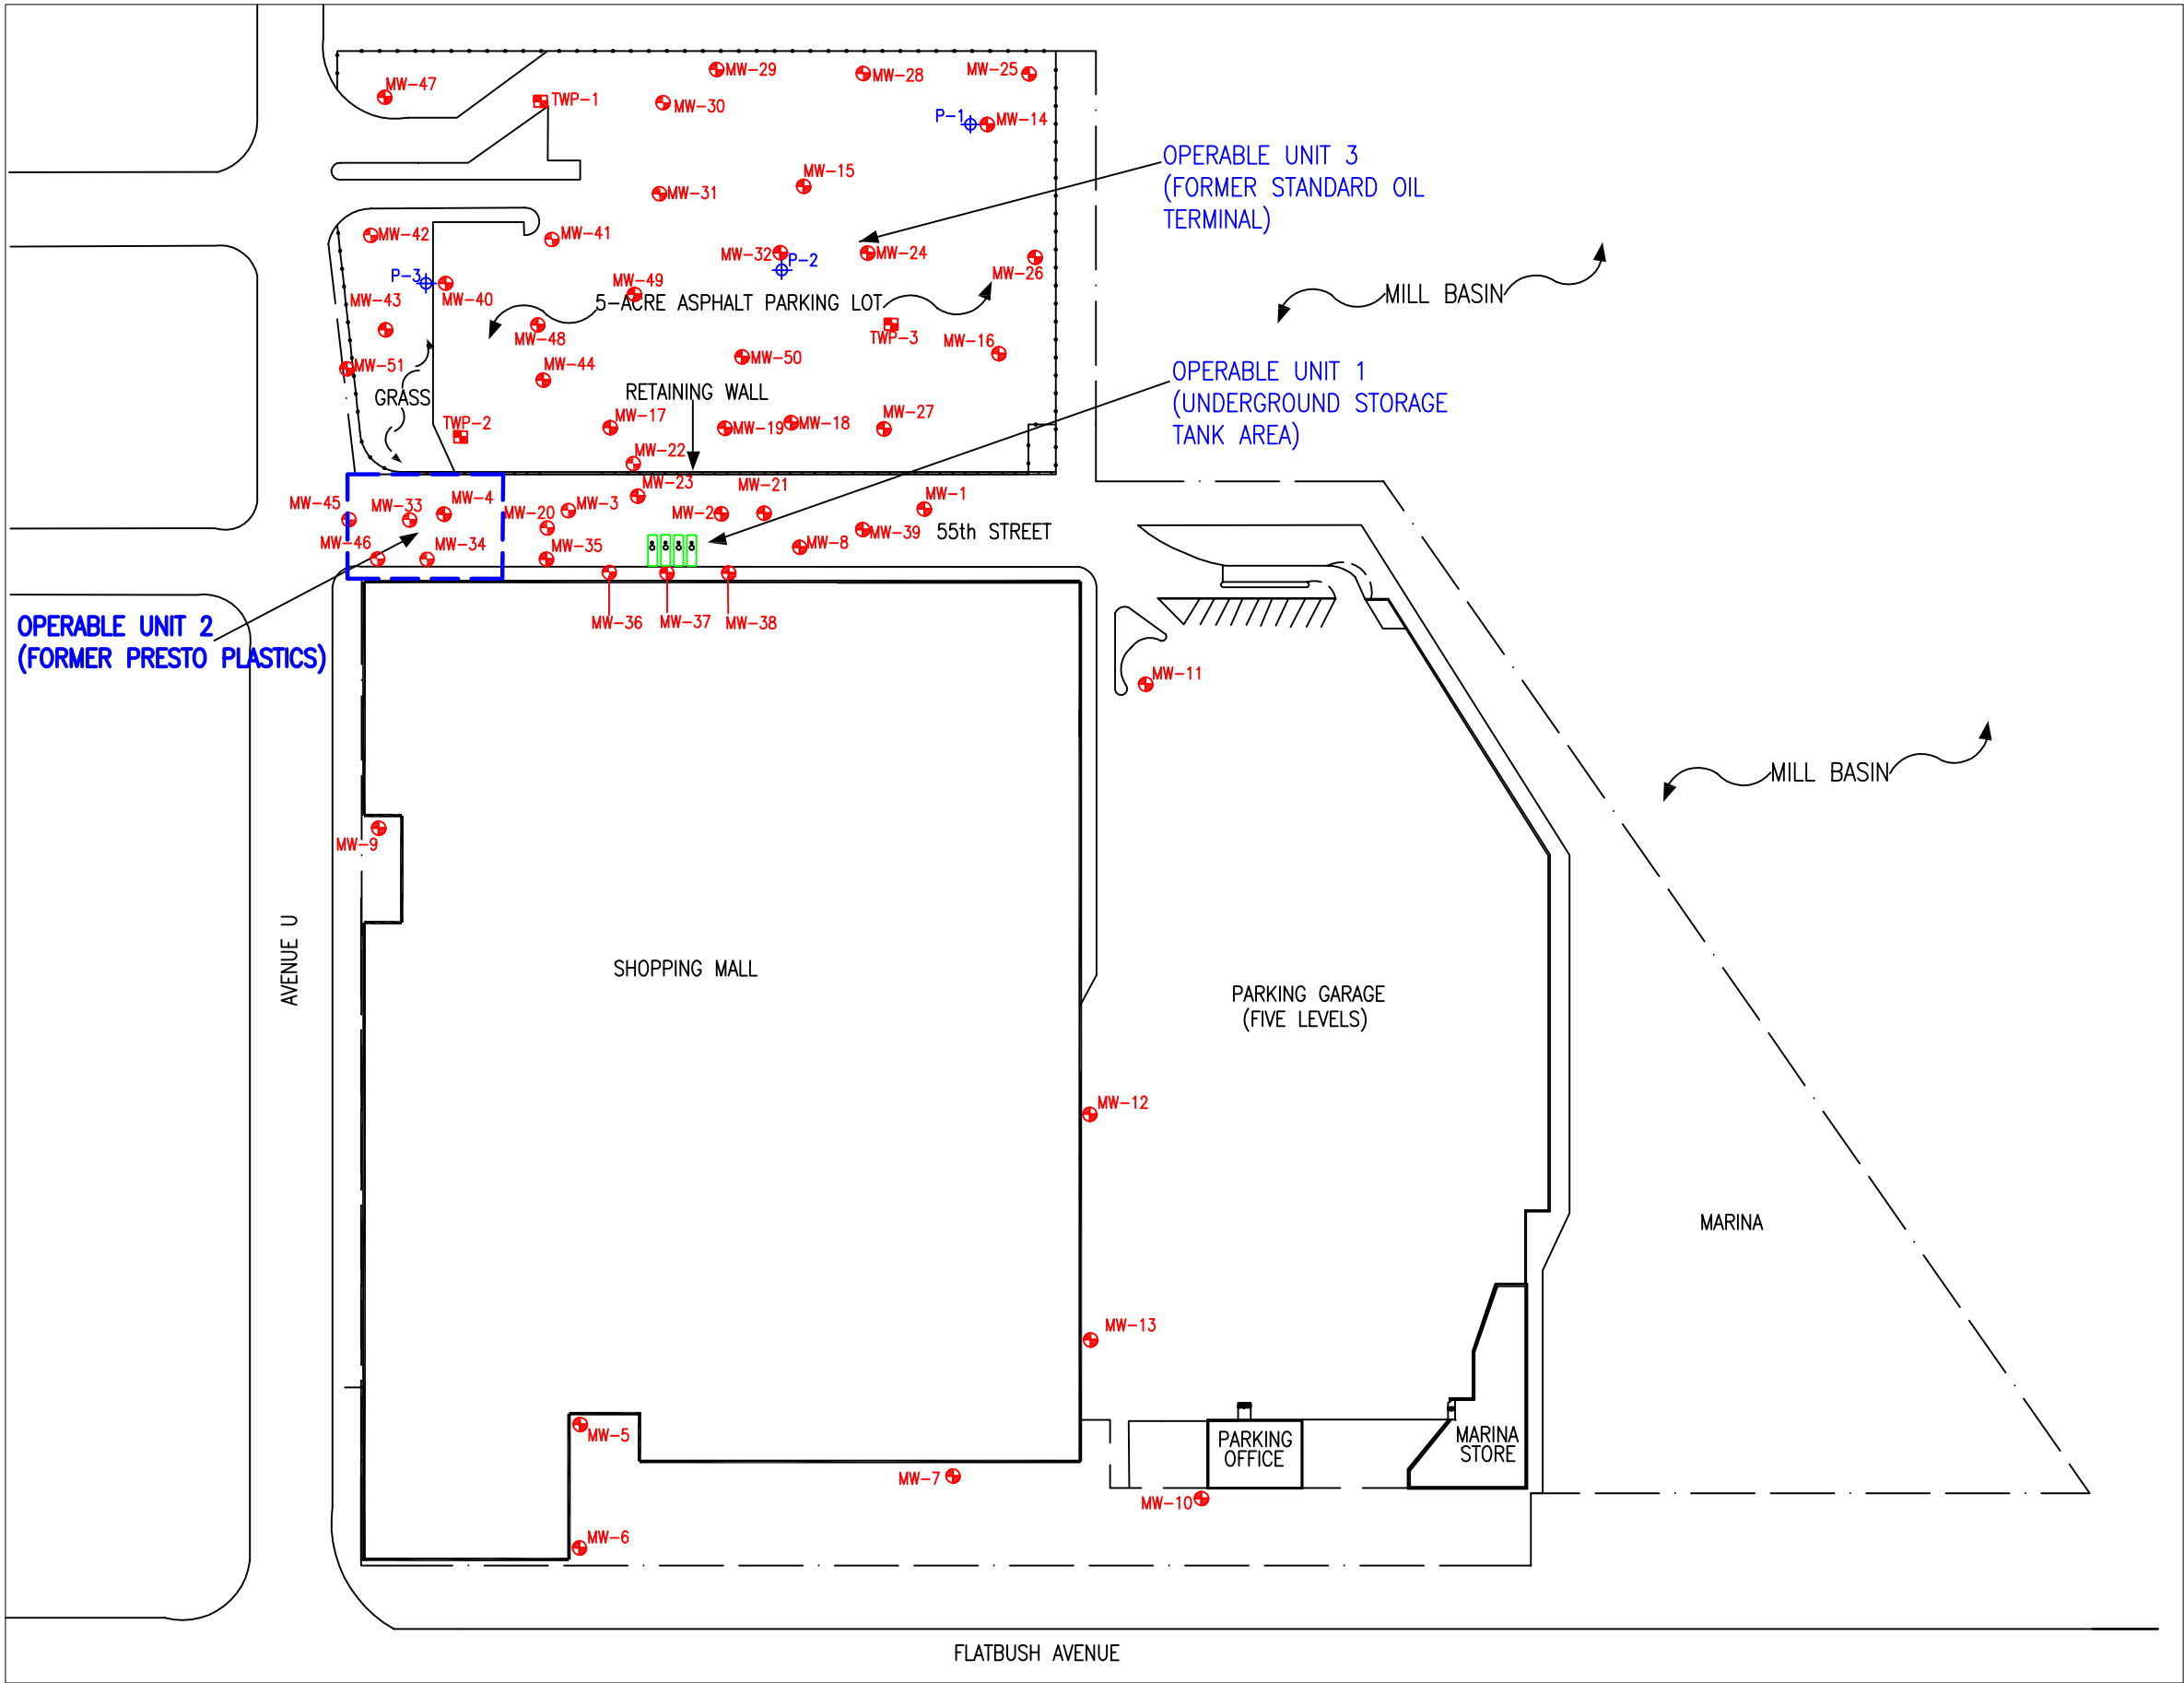 MW-47
TWP-1
MW-29
MW-30
MW-28
MW-25
P-1
MW-14
MW-15
MW-31
OPERABLE UNIT 3
(FORMER STANDARD OIL
TERMINAL)
MW-42
MW-41
MW-32
P-2
MW-24
MW-26
P-3
MW-40
MW-43
MW-49
5-ACRE ASPHALT PARKING LOT
MILL BASIN
MW-48
TWP-3
MW-16
MW-51
MW-44
MW-50
OPERABLE UNIT 1
(UNDERGROUND STORAGE
TANK AREA)
GRASS
RETAINING WALL
TWP-2
MW-17
MW-19
MW-18
MW-27
MW-22
MW-45
MW-33
MW-4
MW-20
MW-3
MW-23
MW-2
MW-21
MW-1
MW-46
MW-34
MW-35
MW-8
MW-39
55th STREET
OPERABLE UNIT 2
(FORMER PRESTO PLASTICS)
MW-36
MW-37
MW-38
MW-11
MILL BASIN
MW-9
AVENUE U
SHOPPING MALL
PARKING GARAGE
(FIVE LEVELS)
MW-12
MARINA
MW-13
MW-5
PARKING
OFFICE
MARINA
STORE
MW-7
MW-10
MW-6
FLATBUSH AVENUE